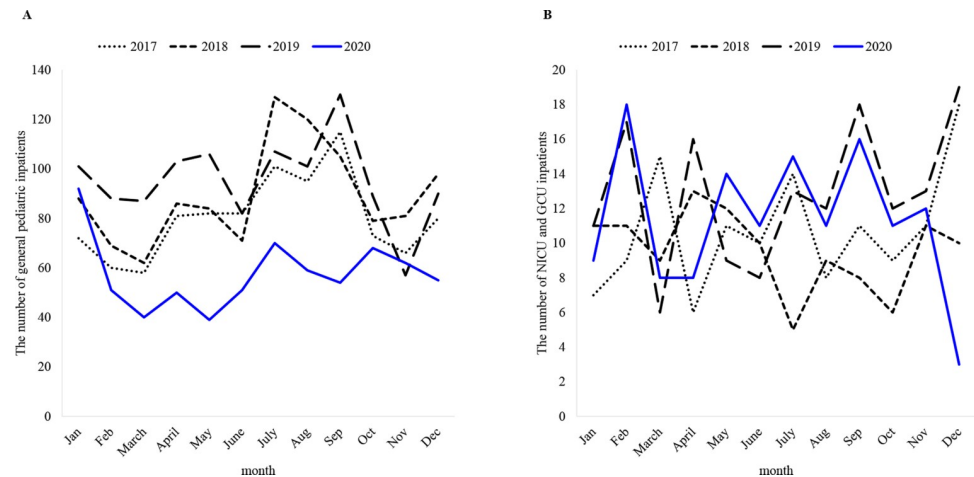 A
2017 2018 2019 2020
The number of general pediatric inpatients
140
120
100
80
60
40
20
0
Jan Feb March April May June July Aug Sep Oct Nov Dec
month
B
2017 2018 2019 2020
The number of NICU and GCU inpatients
20
18
16
14
12
10
8
6
4
2
0
Jan Feb March April May June July Aug Sep Oct Nov Dec
month